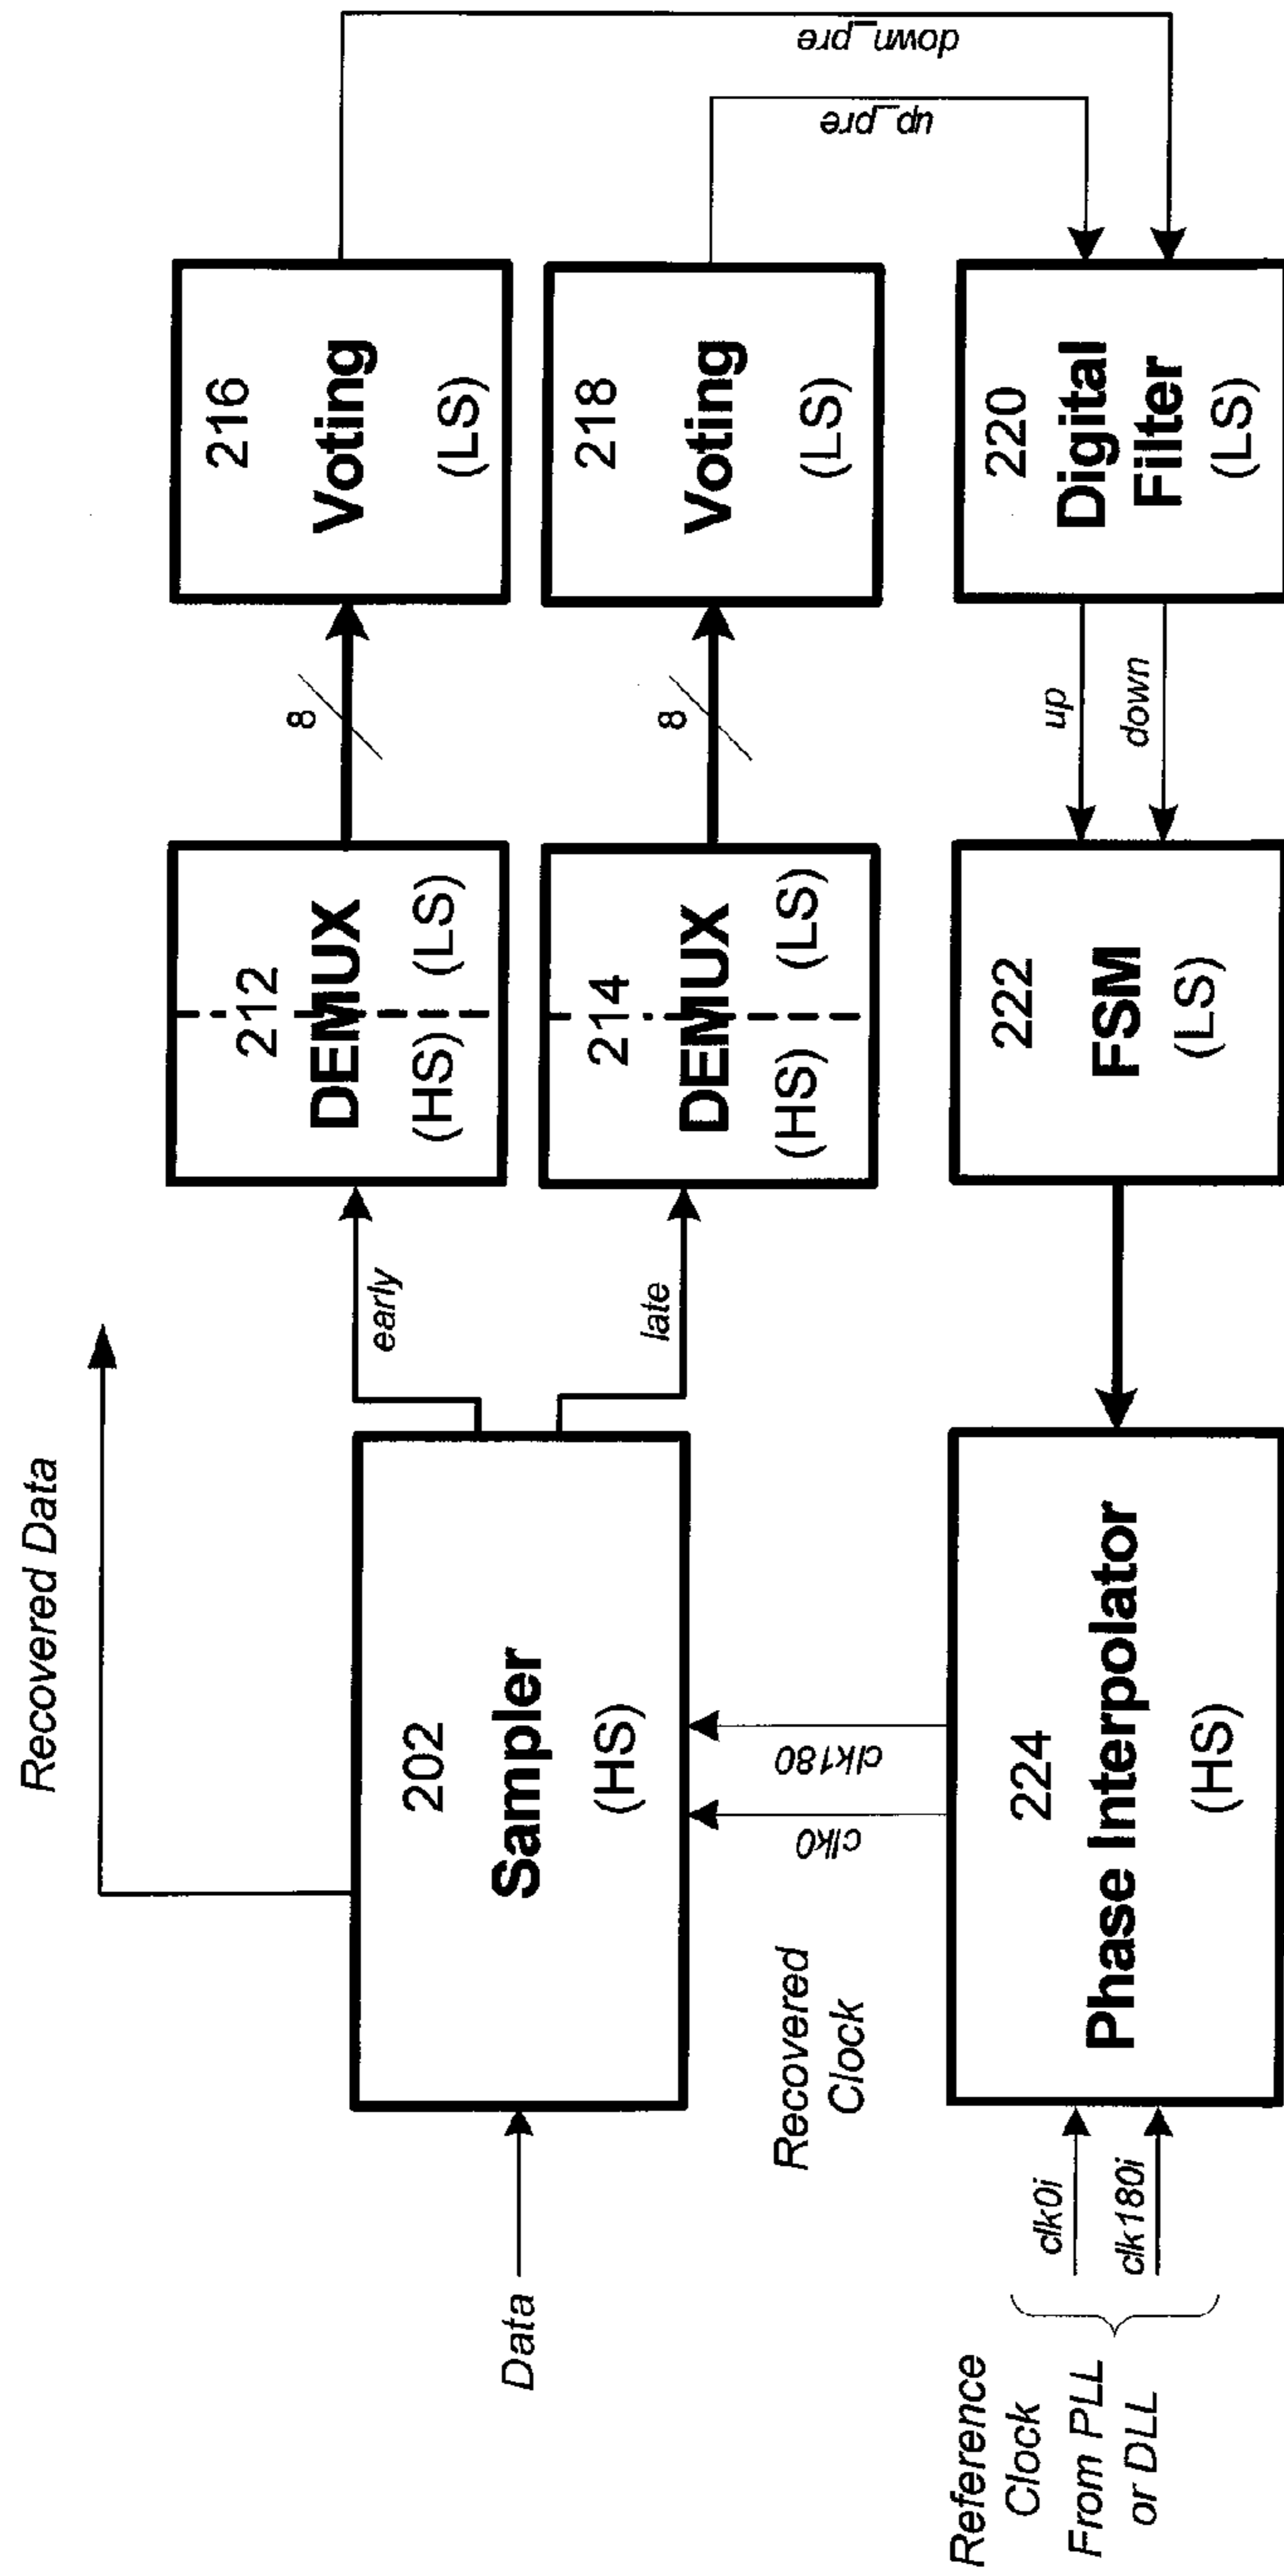 Recovered Data
Data
202
Sampler
(HS)
early
late
212
DEMUX
(HS) (LS)
8
216
Voting
(LS)
214
DEMUX
(HS) (LS)
8
218
Voting
(LS)
down_pre
up_pre
Recovered
Clock
clk0
clk180
Reference
Clock
From PLL
or DLL
clk0i
clk180i
224
Phase Interpolator
(HS)
222
FSM
(LS)
up
down
220
Digital
Filter
(LS)